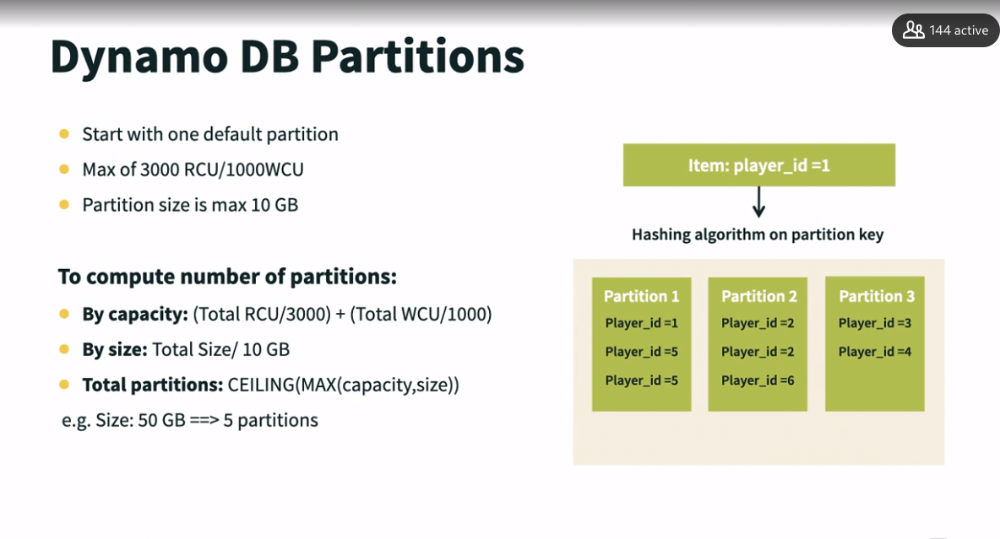 144 active
Dynamo DB Partitions
Start with one default partition
Max of 3000 RCU/1000WCU
Partition size is max 10 GB
To compute number of partitions:
By capacity: (Total RCU/3000) + (Total WCU/1000)
By size: Total Size/ 10 GB
Total partitions: CEILING(MAX(capacity,size))
e.g. Size: 50 GB ==> 5 partitions
Item: player_id =1
Hashing algorithm on partition key
Partition 1
Player_id =1
Player_id =5
Player_id =5
Partition 2
Player_id =2
Player_id =2
Player_id =6
Partition 3
Player_id =3
Player_id =4